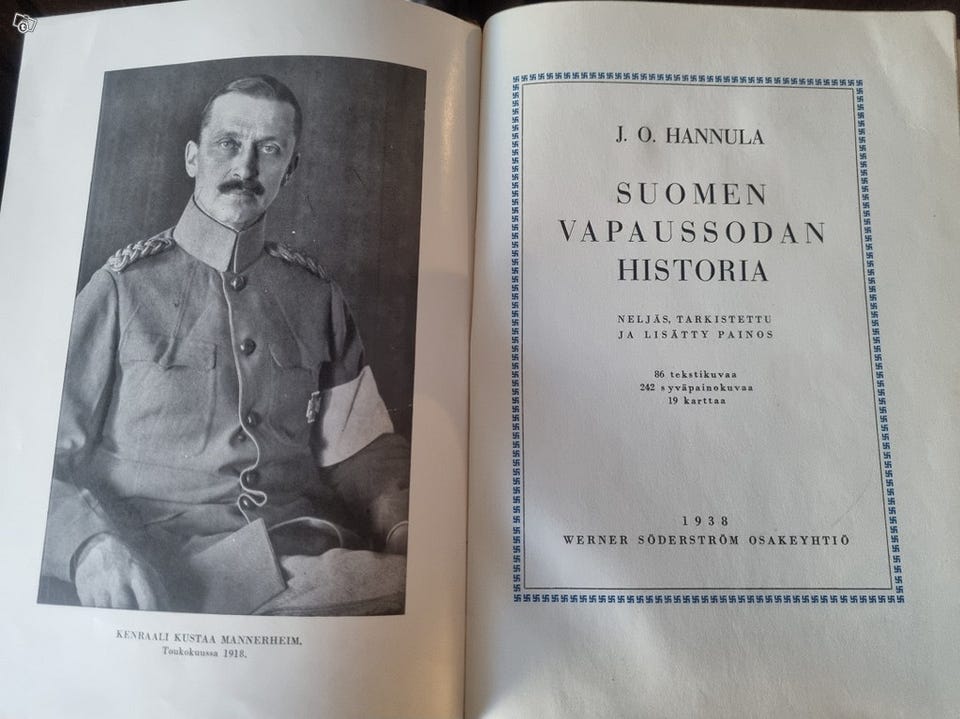 KENRAALI KUSTAA MANNERHEIM.
Toukokuussa 1918.
J. O. HANNULA
SUOMEN
VAPAUSSODAN
HISTORIA
NELJÄS, TARKISTETTU
JA LISÄTTY PAINOS
86 tekstikuvaa
242 syväpainokuvaa
19 karttaa
1938
WERNER SÖDERSTRÖM OSAKEYHTIÖ